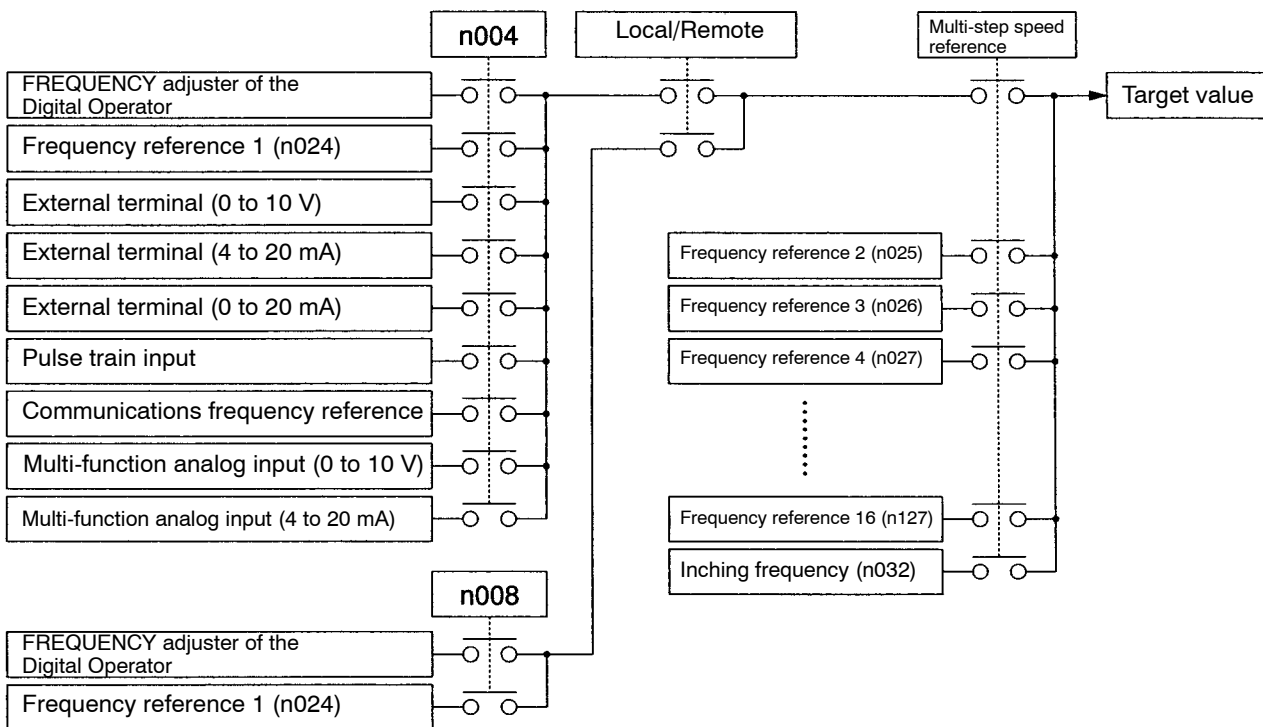 n004
Local/Remote
Multi-step speed
reference
FREQUENCY adjuster of the
Digital Operator
Target value
Frequency reference 1 (n024)
External terminal (0 to 10 V)
External terminal (4 to 20 mA)
Frequency reference 2 (n025)
External terminal (0 to 20 mA)
Frequency reference 3 (n026)
Pulse train input
Frequency reference 4 (n027)
Communications frequency reference
Multi-function analog input (0 to 10 V)
Multi-function analog input (4 to 20 mA)
Frequency reference 16 (n127)
Inching frequency (n032)
n008
FREQUENCY adjuster of the
Digital Operator
Frequency reference 1 (n024)